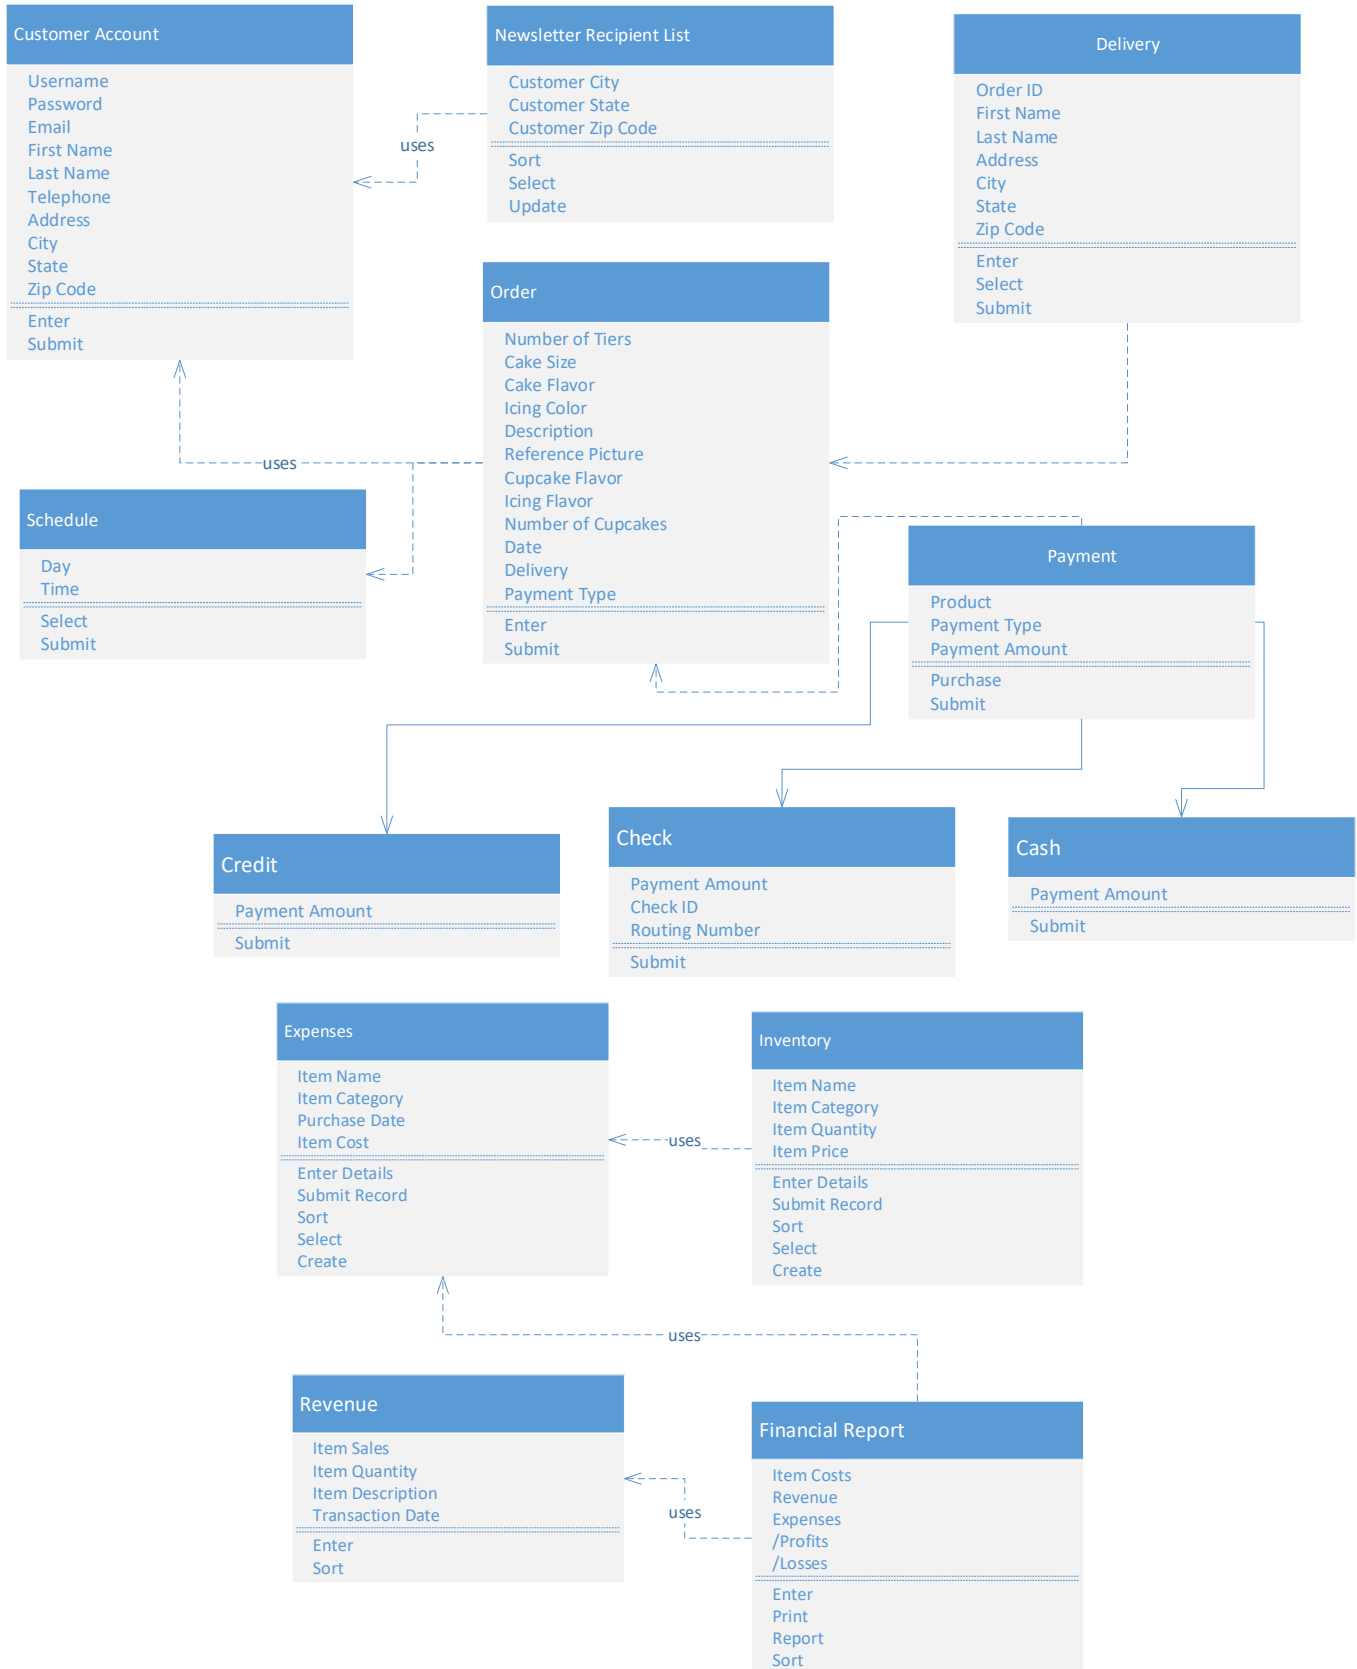 Customer Account
Username
Password
Email
First Name
Last Name
Telephone
Address
City
State
Zip Code
Enter
Submit
uses
Newsletter Recipient List
Customer City
Customer State
Customer Zip Code
Sort
Select
Update
Delivery
Order ID
First Name
Last Name
Address
City
State
Zip Code
Enter
Select
Submit
Order
Number of Tiers
Cake Size
Cake Flavor
Icing Color
Description
Reference Picture
Cupcake Flavor
Icing Flavor
Number of Cupcakes
Date
Delivery
Payment Type
Enter
Submit
uses
Schedule
Day
Time
Select
Submit
Payment
Product
Payment Type
Payment Amount
Purchase
Submit
Credit
Payment Amount
Submit
Check
Payment Amount
Check ID
Routing Number
Submit
Cash
Payment Amount
Submit
Expenses
Item Name
Item Category
Purchase Date
Item Cost
Enter Details
Submit Record
Sort
Select
Create
uses
Inventory
Item Name
Item Category
Item Quantity
Item Price
Enter Details
Submit Record
Sort
Select
Create
uses
Revenue
Item Sales
Item Quantity
Item Description
Transaction Date
Enter
Sort
uses
Financial Report
Item Costs
Revenue
Expenses
/Profits
/Losses
Enter
Print
Report
Sort